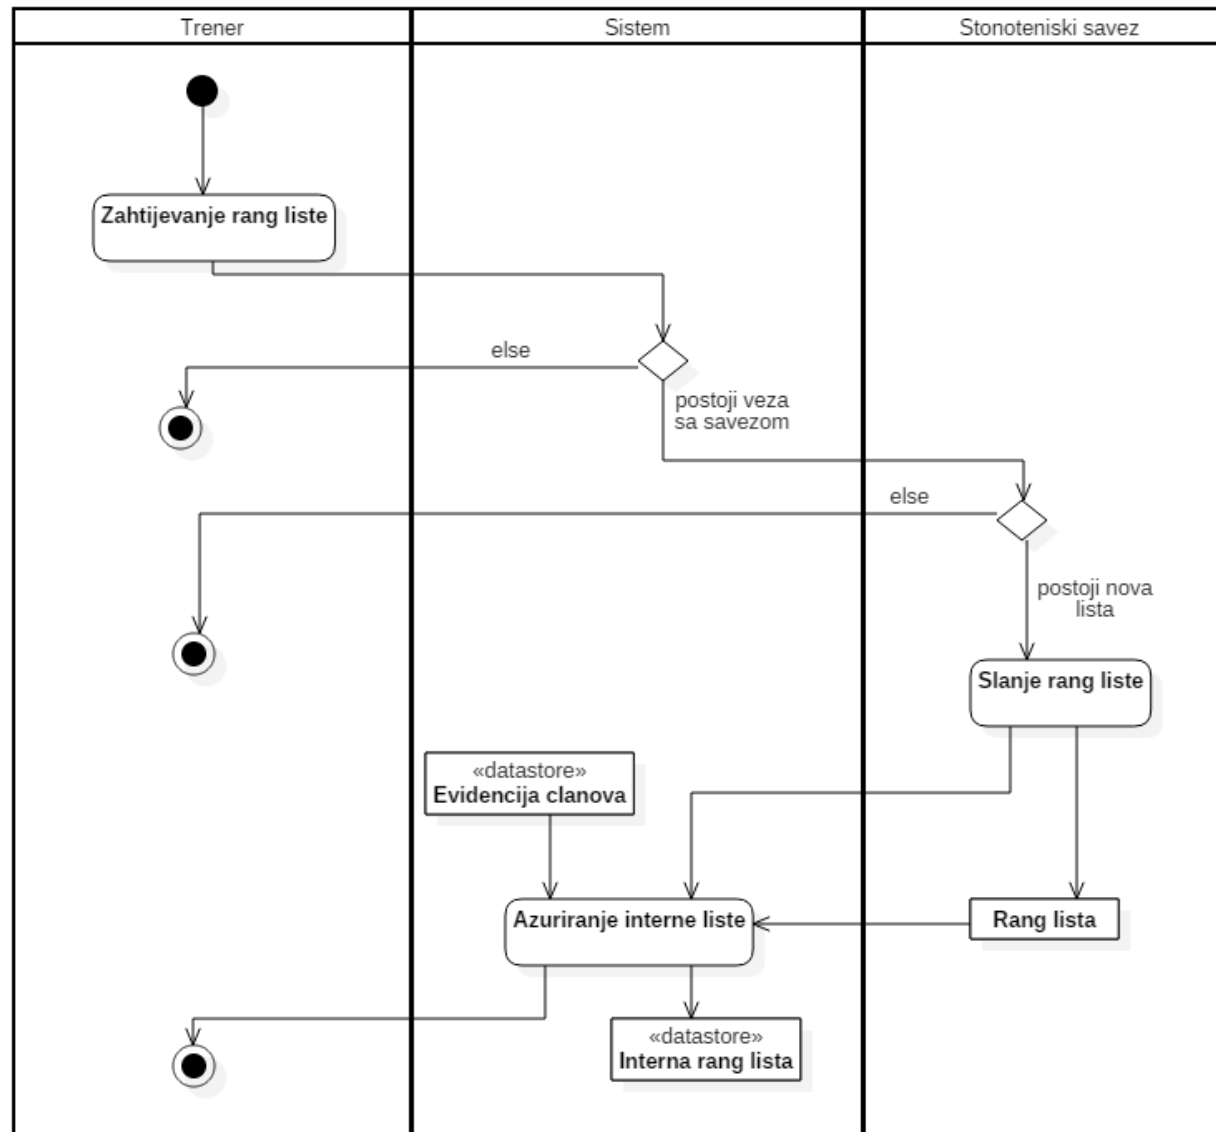 Trener
Sistem
Stonoteniski savez
Zahtijevanje rang liste
else
postoji veza
sa savezom
else
postoji nova
lista
Slanje rang liste
«datastore»
Evidencija clanova
Azuriranje interne liste
Rang lista
«datastore»
Interna rang lista